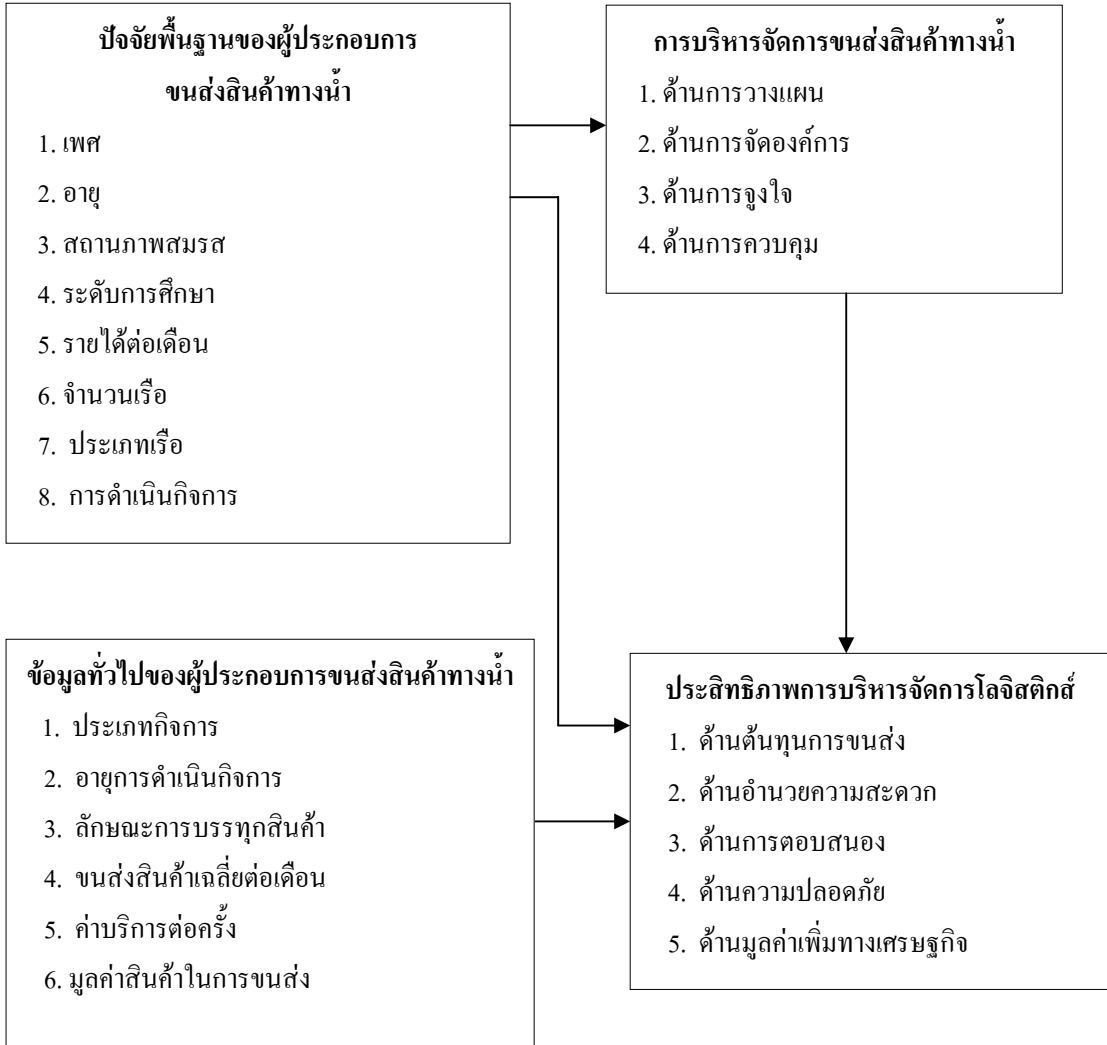 ปัจจัยพื้นฐานของผู้ประกอบการ
ขนส่งสินค้าทางน้ำ
1. เพศ
2. อายุ
3. สถานภาพสมรส
4. ระดับการศึกษา
5. รายได้ต่อเดือน
6. จำนวนเรือ
7. ประเภทเรือ
8. การดำเนินกิจการ
การบริหารจัดการขนส่งสินค้าทางน้ำ
1. ด้านการวางแผน
2. ด้านการจัดองค์การ
3. ด้านการจูงใจ
4. ด้านการควบคุม
ข้อมูลทั่วไปของผู้ประกอบการขนส่งสินค้าทางน้ำ
1. ประเภทกิจการ
2. อายุการดำเนินกิจการ
3. ลักษณะการบรรทุกสินค้า
4. ขนส่งสินค้าเฉลี่ยต่อเดือน
5. ค่าบริการต่อครั้ง
6. มูลค่าสินค้าในการขนส่ง
ประสิทธิภาพการบริหารจัดการโลจิสติกส์
1. ด้านต้นทุนการขนส่ง
2. ด้านอำนวยความสะดวก
3. ด้านการตอบสนอง
4. ด้านความปลอดภัย
5. ด้านมูลค่าเพิ่มทางเศรษฐกิจ